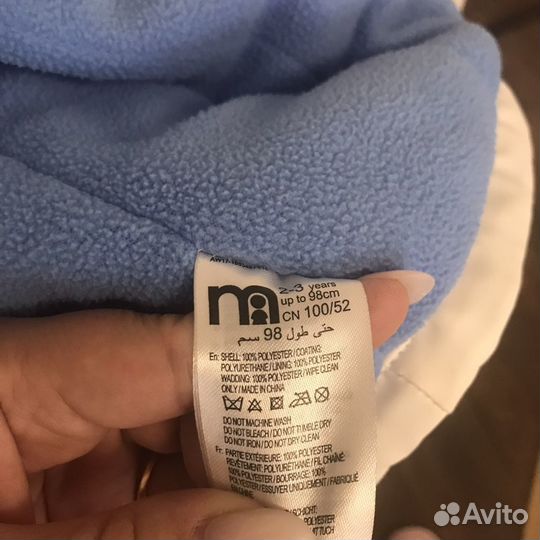 2-3 years
up to 98cm
CN 100/52
حتى طول 98 سم
En: SHELL: 100% POLYESTER / COATING:
POLYURETHANE / LINING: 100% POLYESTER
WADDING: 100% POLYESTER / WIPE CLEAN
ONLY / MADE IN CHINA
DO NOT MACHINE WASH
DO NOT BLEACH / DO NOT TUMBLE DRY
DO NOT IRON / DO NOT DRY CLEAN
Fr: PARTIE EXTÉRIEURE: 100% POLYESTER
REVÊTEMENT: POLYURÉTHANE / FIL CHAÎNE:
100% POLYESTER / BOURRAGE: 100%
POLYESTER / ESSUYER UNIQUEMENT / FABRIQUÉ
EN CHINE
Avito